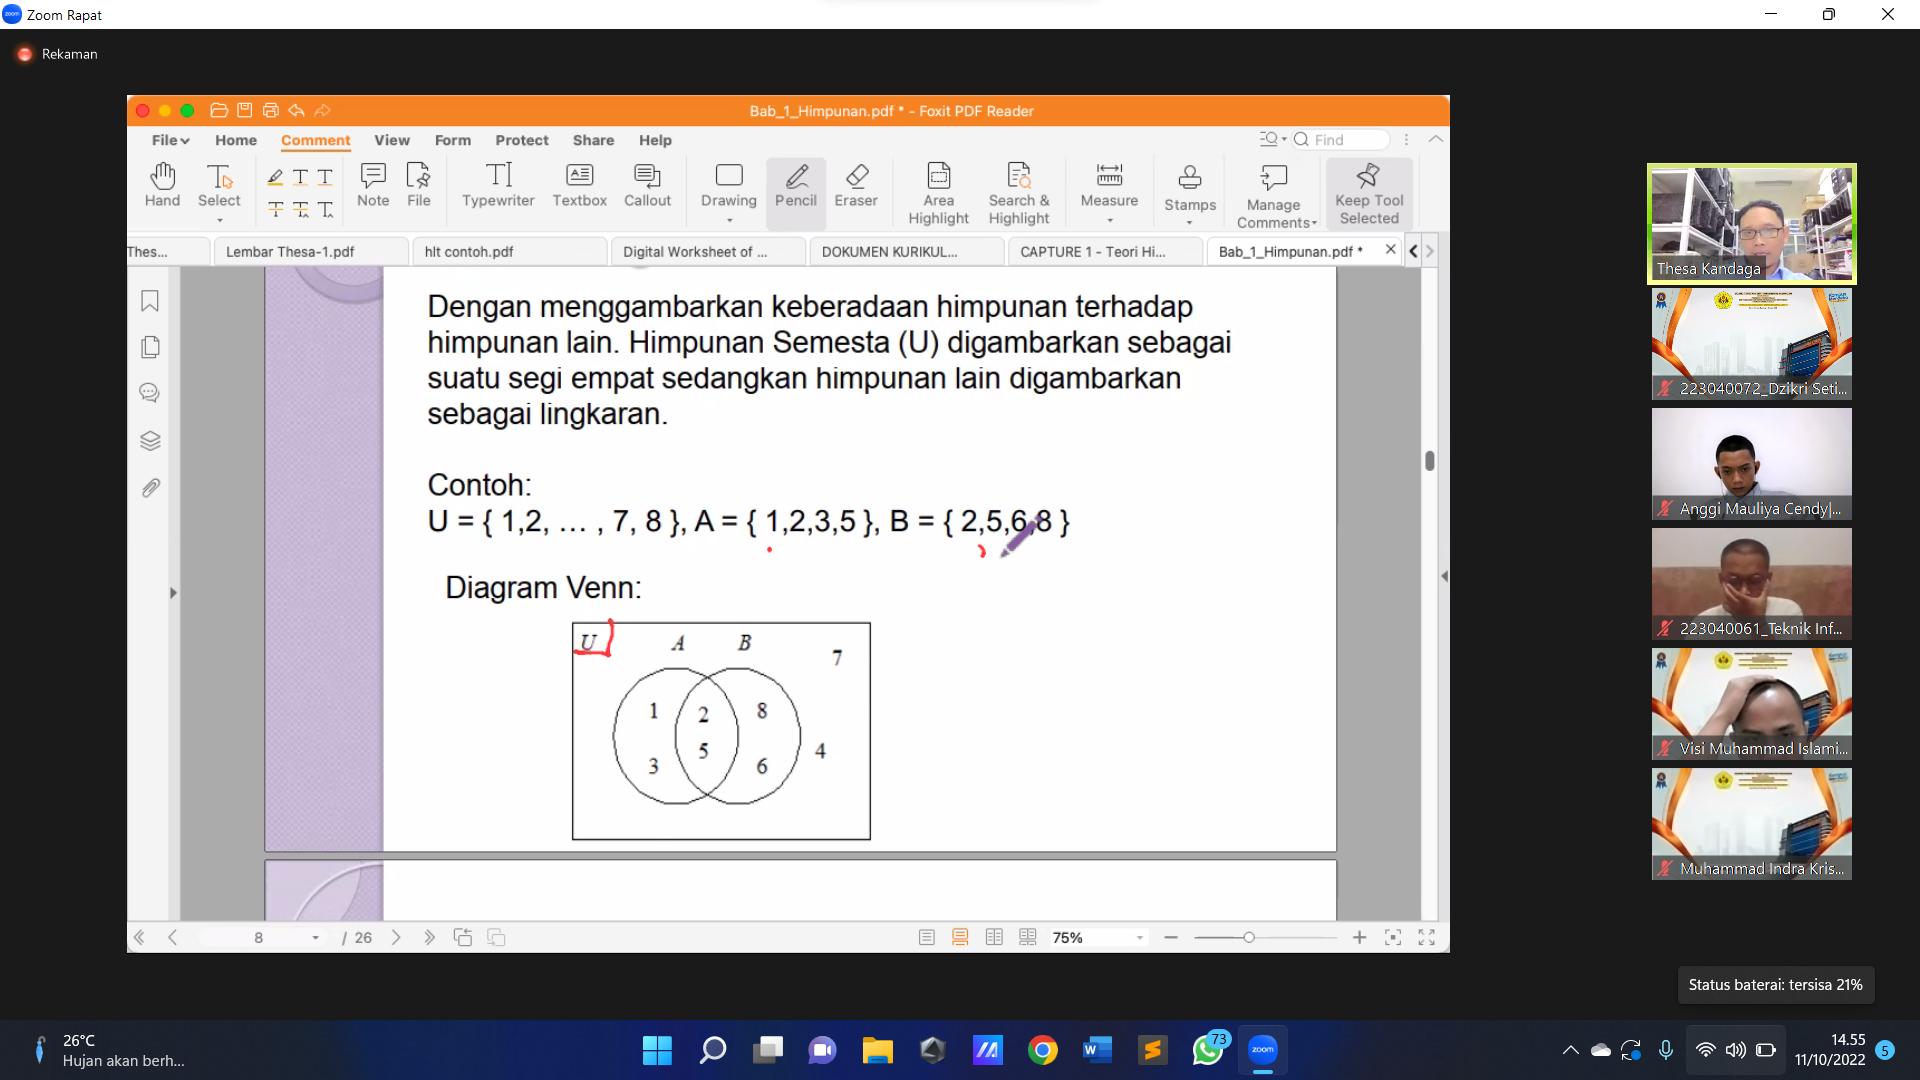 Zoom Rapat
Rekaman
Bab_1_Himpunan.pdf * - Foxit PDF Reader
File Home Comment View Form Protect Share Help
Find
Hand Select Note File Typewriter Textbox Callout Drawing Pencil Eraser Area Highlight Search & Highlight Measure Stamps Manage Comments Keep Tool Selected
Thes... Lembar Thesa-1.pdf hlt contoh.pdf Digital Worksheet of ... DOKUMEN KURIKUL... CAPTURE 1 - Teori Hi... Bab_1_Himpunan.pdf *
Dengan menggambarkan keberadaan himpunan terhadap
himpunan lain. Himpunan Semesta (U) digambarkan sebagai
suatu segi empat sedangkan himpunan lain digambarkan
sebagai lingkaran.
Contoh:
U = { 1,2, … , 7, 8 }, A = { 1,2,3,5 }, B = { 2,5,6,8 }
Diagram Venn:
U A B
7
1 2 8
5 4
3 6
8 / 26
75%
Thesa Kandaga
223040072_Dzikri Seti...
Anggi Mauliya Cendy|...
223040061_Teknik Inf...
Visi Muhammad Islami...
Muhammad Indra Kris...
Status baterai: tersisa 21%
26°C
Hujan akan berh...
73
zoom
14.55
11/10/2022
5